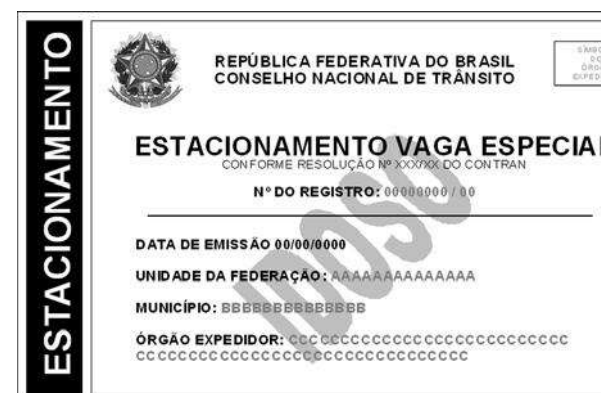 ESTACIONAMENTO
REPÚBLICA FEDERATIVA DO BRASIL
CONSELHO NACIONAL DE TRÂNSITO
ESTACIONAMENTO VAGA ESPECIA
CONFORME RESOLUÇÃO Nº XXX/XX DO CONTRAN
Nº DO REGISTRO: 00000000 / 00
IDOSO
DATA DE EMISSÃO 00/00/0000
UNIDADE DA FEDERAÇÃO: AAAAAAAAAAAAAA
MUNICÍPIO: BBBBBBBBBBBBBB
ÓRGÃO EXPEDIDOR: CCCCCCCCCCCCCCCCCCCCCCCCCCC
CCCCCCCCCCCCCCCCCCCCCCCCCCCCCCCC